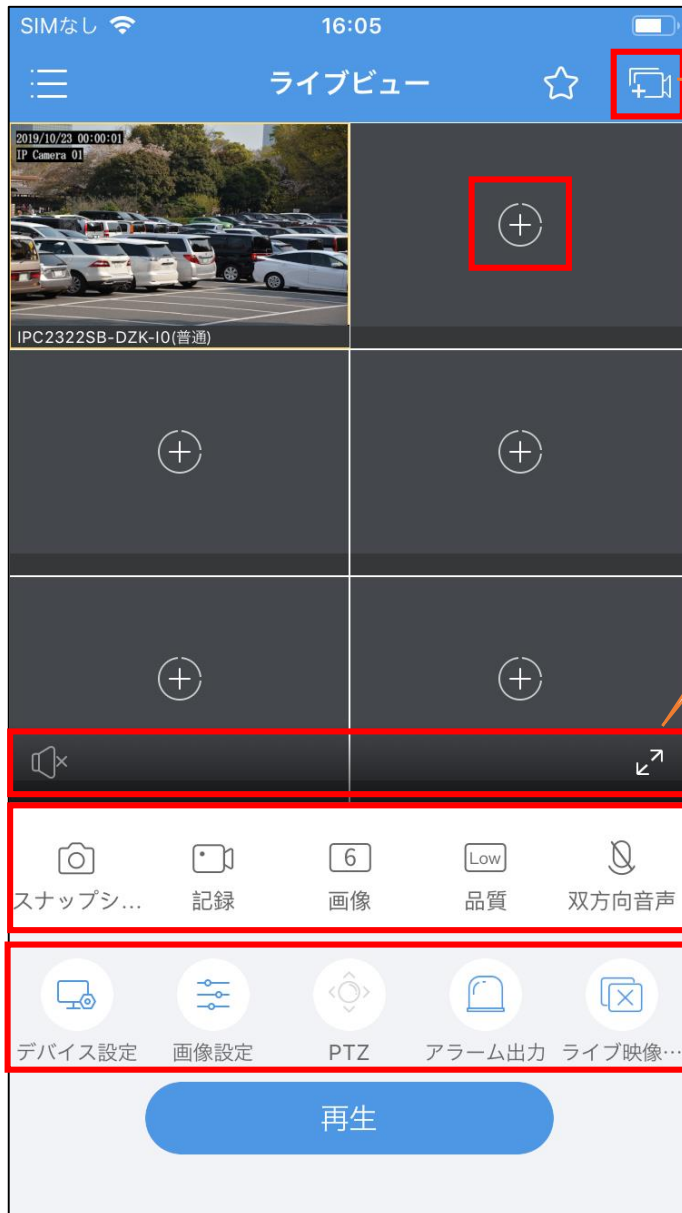 SIMなし 16:05
ライブビュー
2019/10/23 00:00:01
IP Camera 01
IPC2322SB-DZK-I0(普通)
6 Low
スナップシ... 記録 画像 品質 双方向音声
デバイス設定 画像設定 PTZ アラーム出力 ライブ映像…
再生